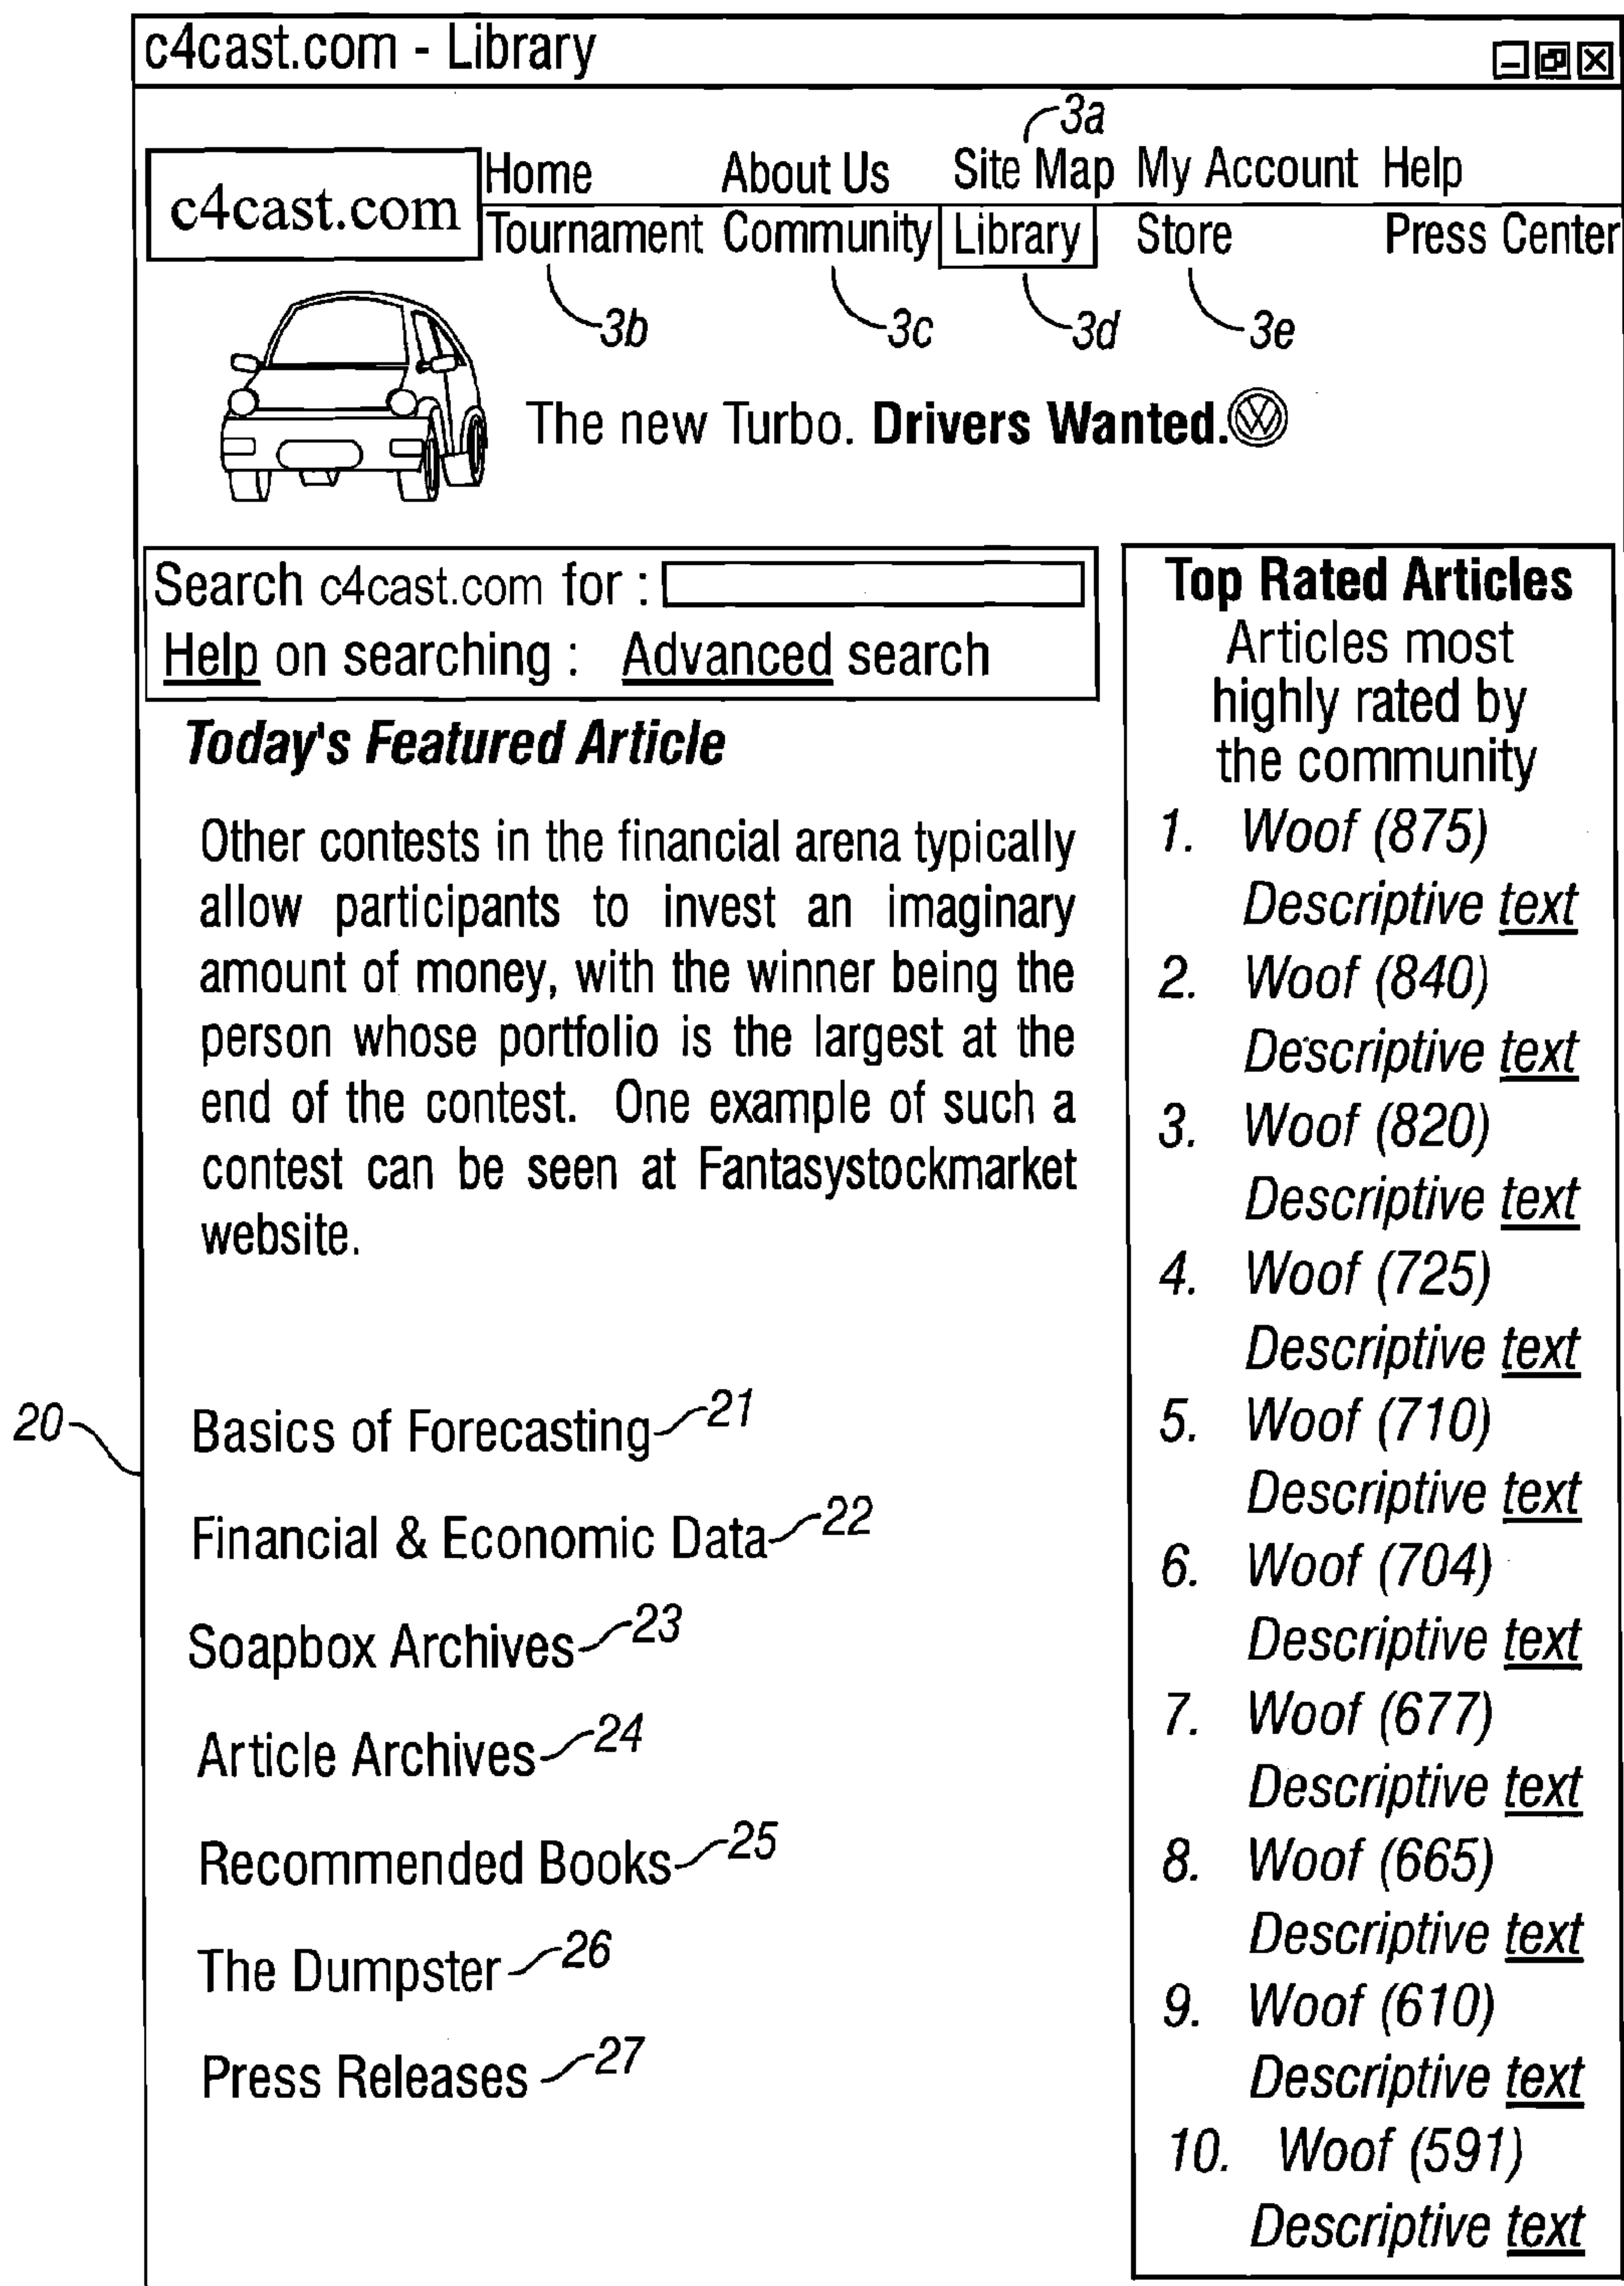 c4cast.com - Library
3a
c4cast.com
Home About Us Site Map My Account Help
Tournament Community Library Store Press Center
3b 3c 3d 3e
The new Turbo. Drivers Wanted.
Search c4cast.com for :
Help on searching : Advanced search
Today's Featured Article
Other contests in the financial arena typically
allow participants to invest an imaginary
amount of money, with the winner being the
person whose portfolio is the largest at the
end of the contest. One example of such a
contest can be seen at Fantasystockmarket
website.
20
Basics of Forecasting 21
Financial & Economic Data 22
Soapbox Archives 23
Article Archives 24
Recommended Books 25
The Dumpster 26
Press Releases 27
Top Rated Articles
Articles most
highly rated by
the community
1. Woof (875)
Descriptive text
2. Woof (840)
Descriptive text
3. Woof (820)
Descriptive text
4. Woof (725)
Descriptive text
5. Woof (710)
Descriptive text
6. Woof (704)
Descriptive text
7. Woof (677)
Descriptive text
8. Woof (665)
Descriptive text
9. Woof (610)
Descriptive text
10. Woof (591)
Descriptive text